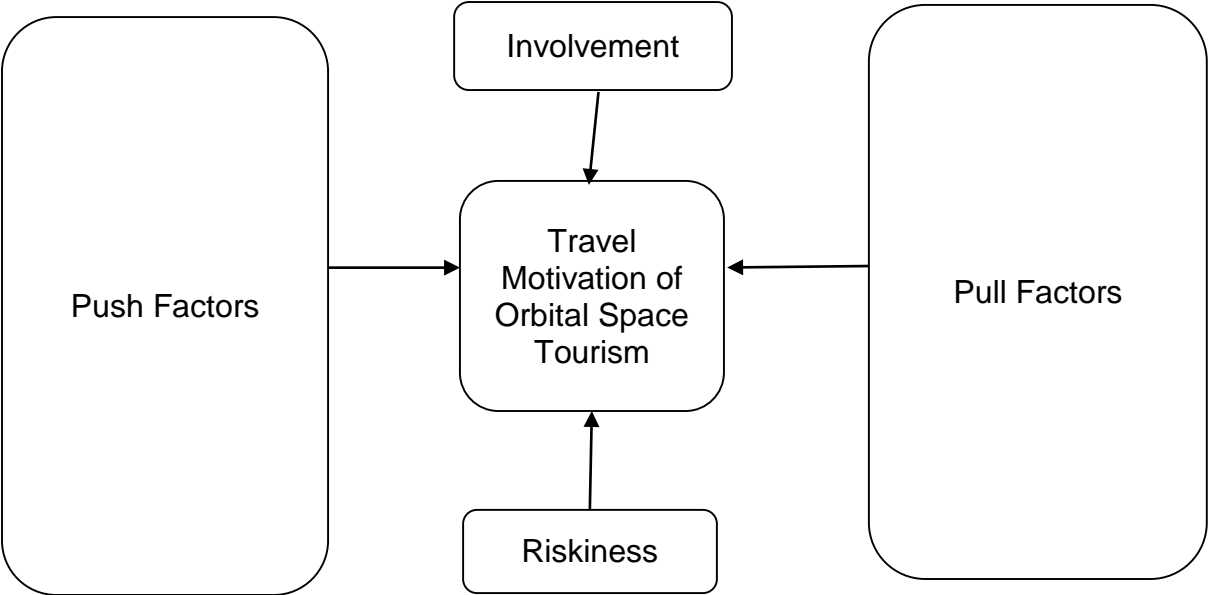 Involvement
Push Factors
Travel
Motivation of
Orbital Space
Tourism
Pull Factors
Riskiness